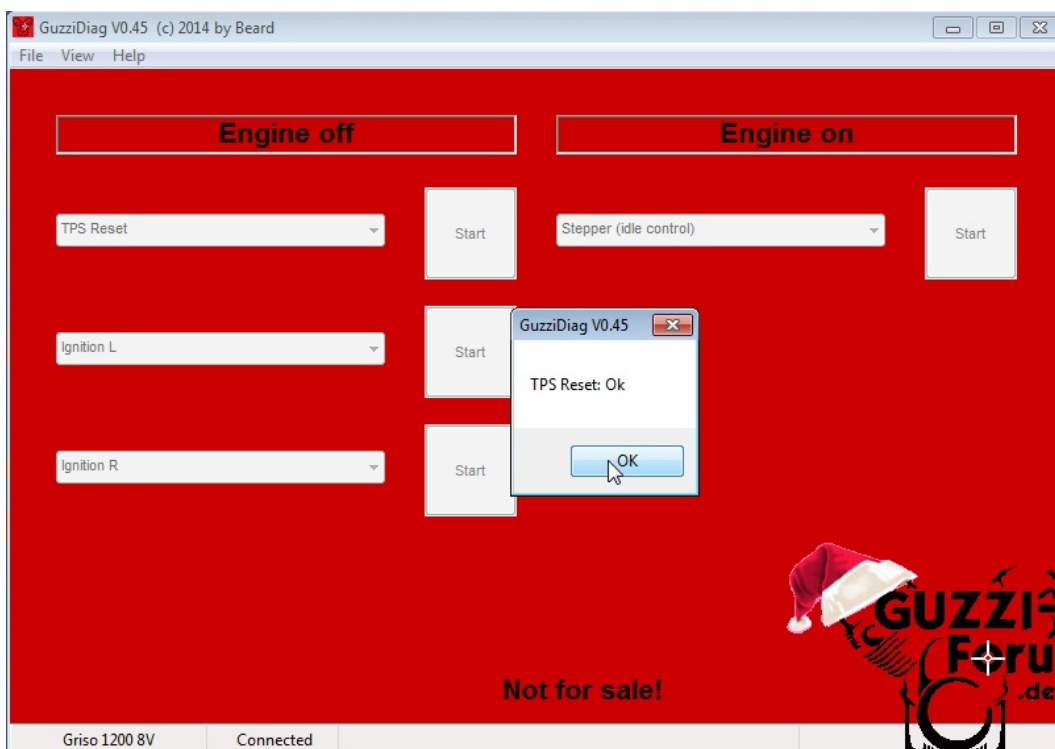 GuzziDiag V0.45 (c) 2014 by Beard
File View Help
Engine off
Engine on
TPS Reset
Start
Stepper (idle control)
Start
Ignition L
Start
GuzziDiag V0.45
TPS Reset: Ok
OK
Ignition R
Start
GUZZI-
Foru
.de
Not for sale!
Griso 1200 8V
Connected